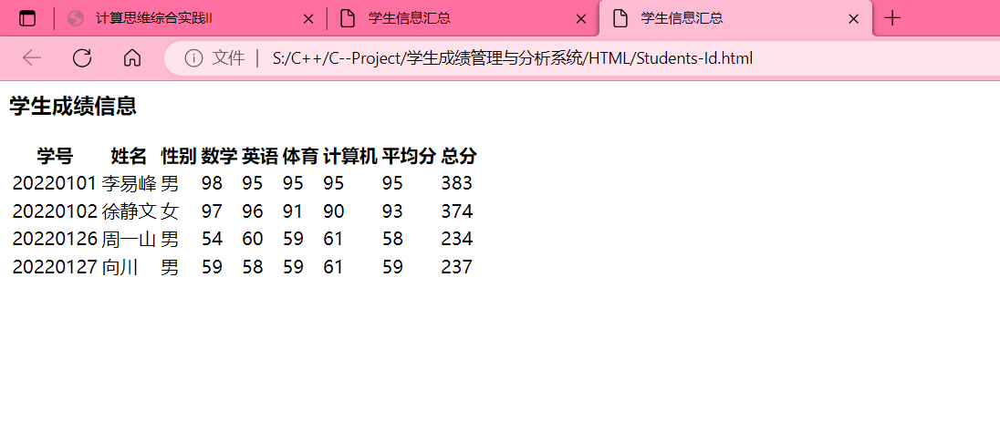 计算思维综合实践II 学生信息汇总 学生信息汇总
文件 S:/C++/C--Project/学生成绩管理与分析系统/HTML/Students-Id.html
学生成绩信息
学号 姓名 性别 数学 英语 体育 计算机 平均分 总分
20220101 李易峰 男 98 95 95 95 95 383
20220102 徐静文 女 97 96 91 90 93 374
20220126 周一山 男 54 60 59 61 58 234
20220127 向川 男 59 58 59 61 59 237